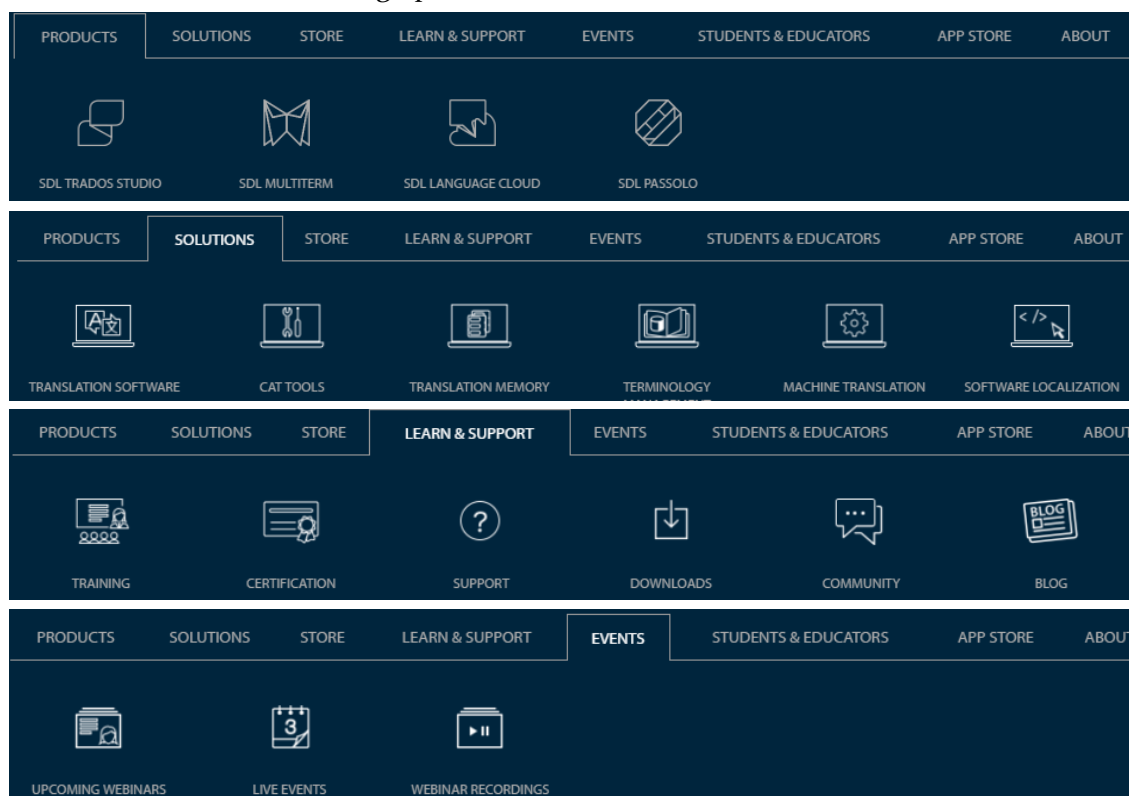 PRODUCTS SOLUTIONS STORE LEARN & SUPPORT EVENTS STUDENTS & EDUCATORS APP STORE ABOUT
SDL TRADOS STUDIO SDL MULTITERM SDL LANGUAGE CLOUD SDL PASSOLO
PRODUCTS SOLUTIONS STORE LEARN & SUPPORT EVENTS STUDENTS & EDUCATORS APP STORE ABOUT
A 文 </>
TRANSLATION SOFTWARE CAT TOOLS TRANSLATION MEMORY TERMINOLOGY MACHINE TRANSLATION SOFTWARE LOCALIZATION
MANAGEMENT
PRODUCTS SOLUTIONS STORE LEARN & SUPPORT EVENTS STUDENTS & EDUCATORS APP STORE ABOUT
? BLOG
TRAINING CERTIFICATION SUPPORT DOWNLOADS COMMUNITY BLOG
PRODUCTS SOLUTIONS STORE LEARN & SUPPORT EVENTS STUDENTS & EDUCATORS APP STORE ABOUT
3
UPCOMING WEBINARS LIVE EVENTS WEBINAR RECORDINGS